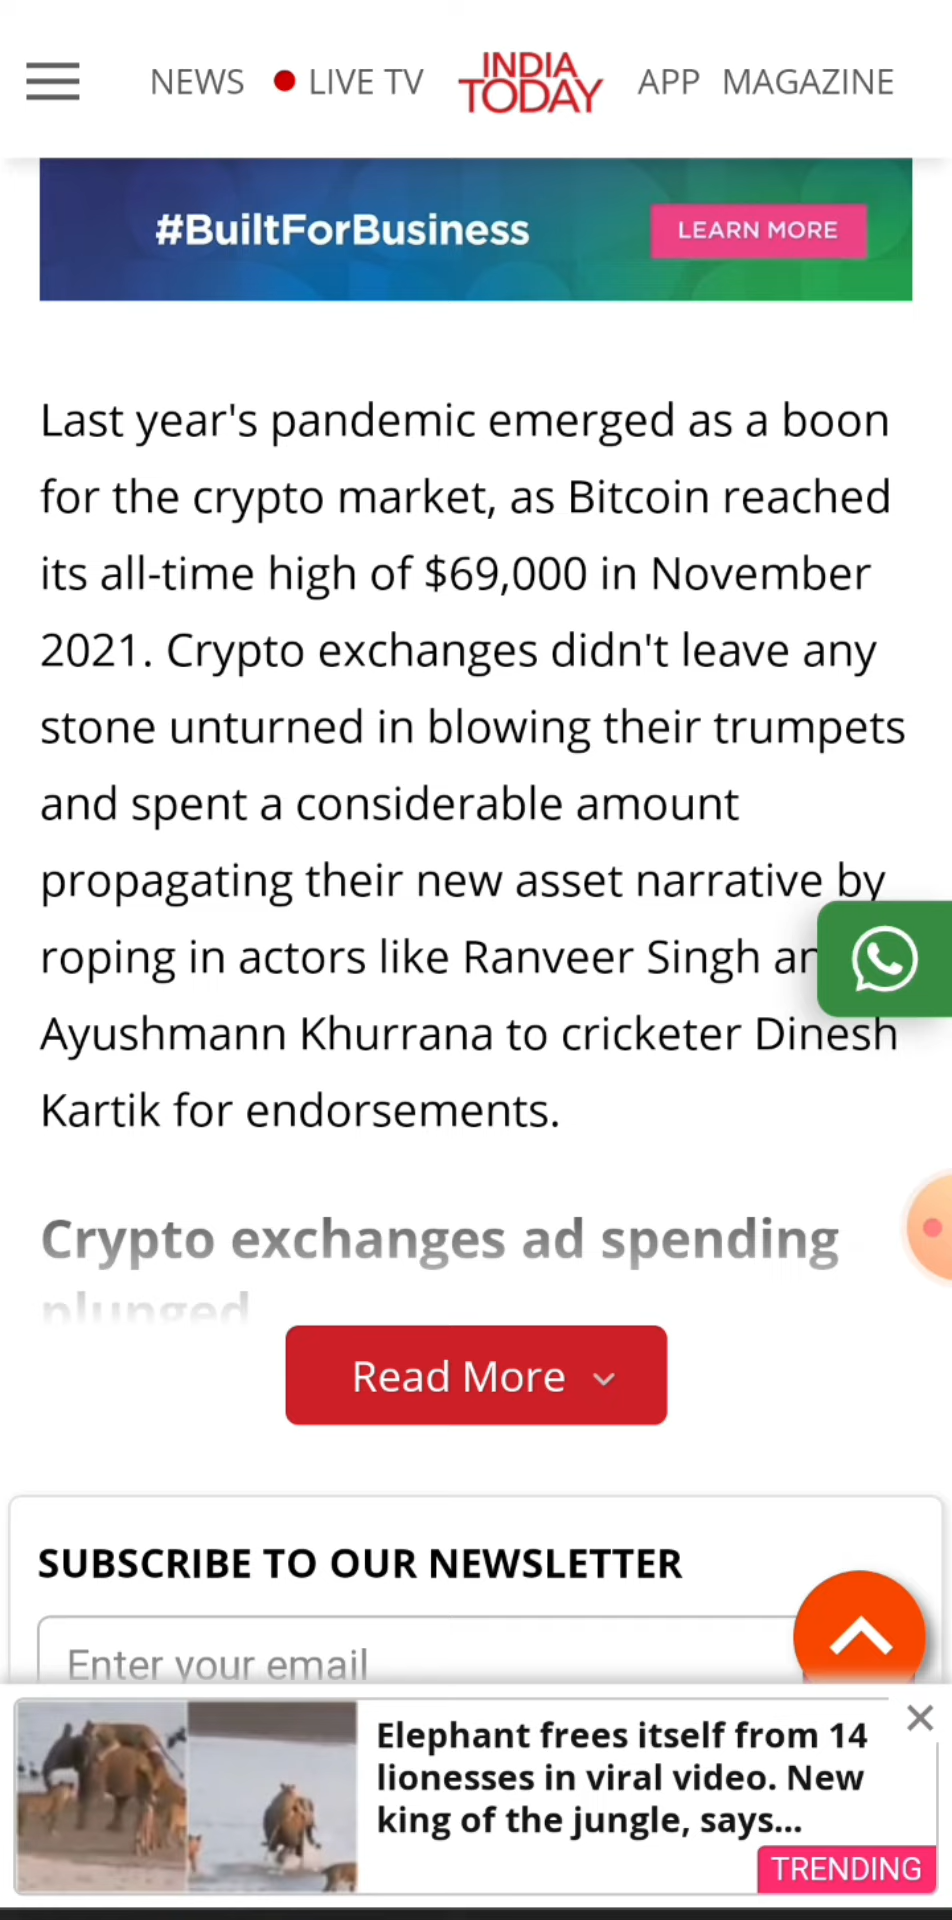 NEWS LIVE TV INDIA TODAY APP MAGAZINE
#BuiltForBusiness LEARN MORE
Last year's pandemic emerged as a boon
for the crypto market, as Bitcoin reached
its all-time high of $69,000 in November
2021. Crypto exchanges didn't leave any
stone unturned in blowing their trumpets
and spent a considerable amount
propagating their new asset narrative by
roping in actors like Ranveer Singh
Ayushmann Khurrana to cricketer Dinesh
Kartik for endorsements.
Crypto exchanges ad spending
plunged
Read More
SUBSCRIBE TO OUR NEWSLETTER
Enter your email
Elephant frees itself from 14
lionesses in viral video. New
king of the jungle, says...
TRENDING